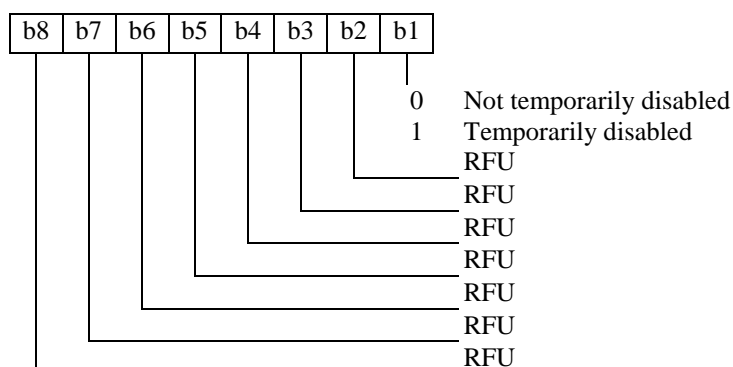 b8 b7 b6 b5 b4 b3 b2 b1
0 Not temporarily disabled
1 Temporarily disabled
RFU
RFU
RFU
RFU
RFU
RFU
RFU